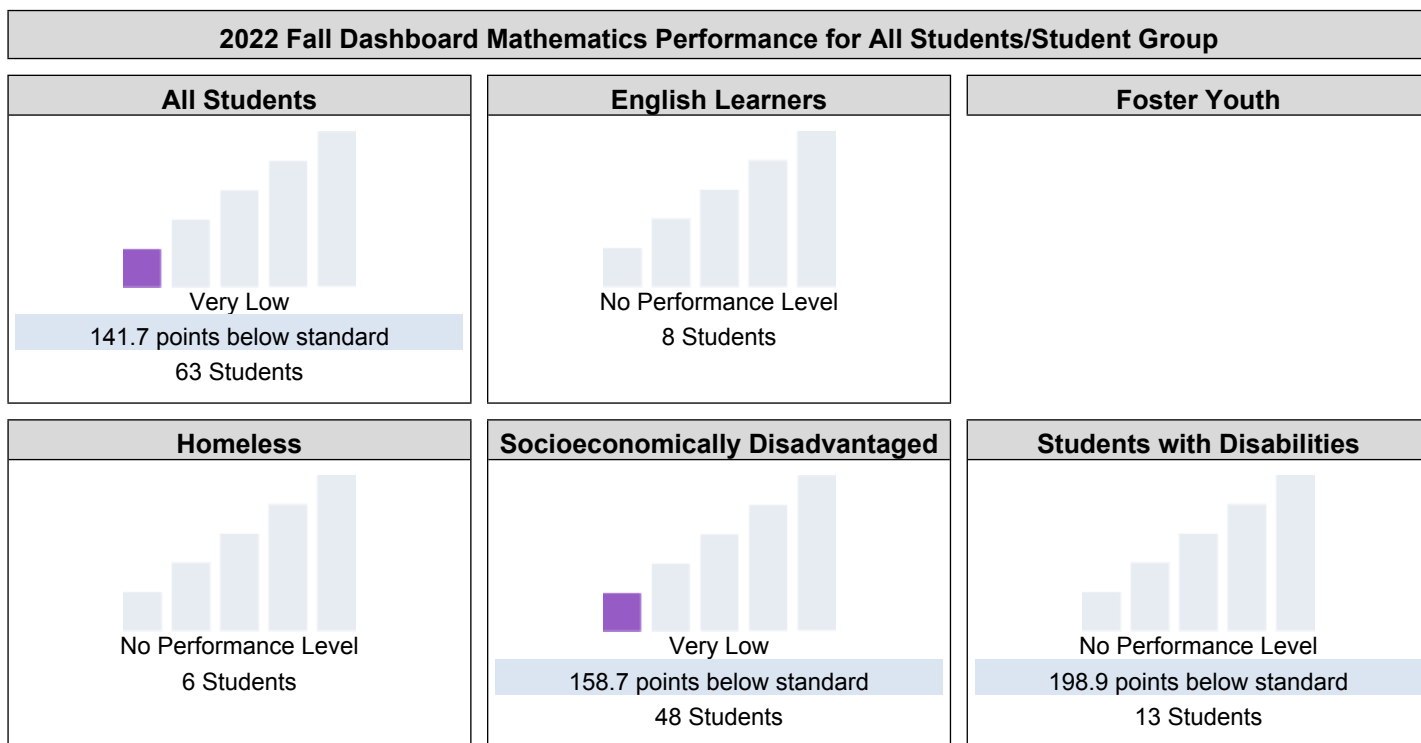 2022 Fall Dashboard Mathematics Performance for All Students/Student Group
All Students
Very Low
141.7 points below standard
63 Students
English Learners
No Performance Level
8 Students
Foster Youth
Homeless
No Performance Level
6 Students
Socioeconomically Disadvantaged
Very Low
158.7 points below standard
48 Students
Students with Disabilities
No Performance Level
198.9 points below standard
13 Students